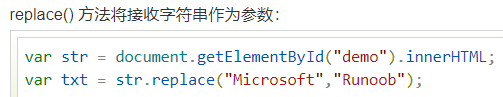 replace() 方法将接收字符串作为参数：
var str = document.getElementById("demo").innerHTML;
var txt = str.replace("Microsoft","Runoob");